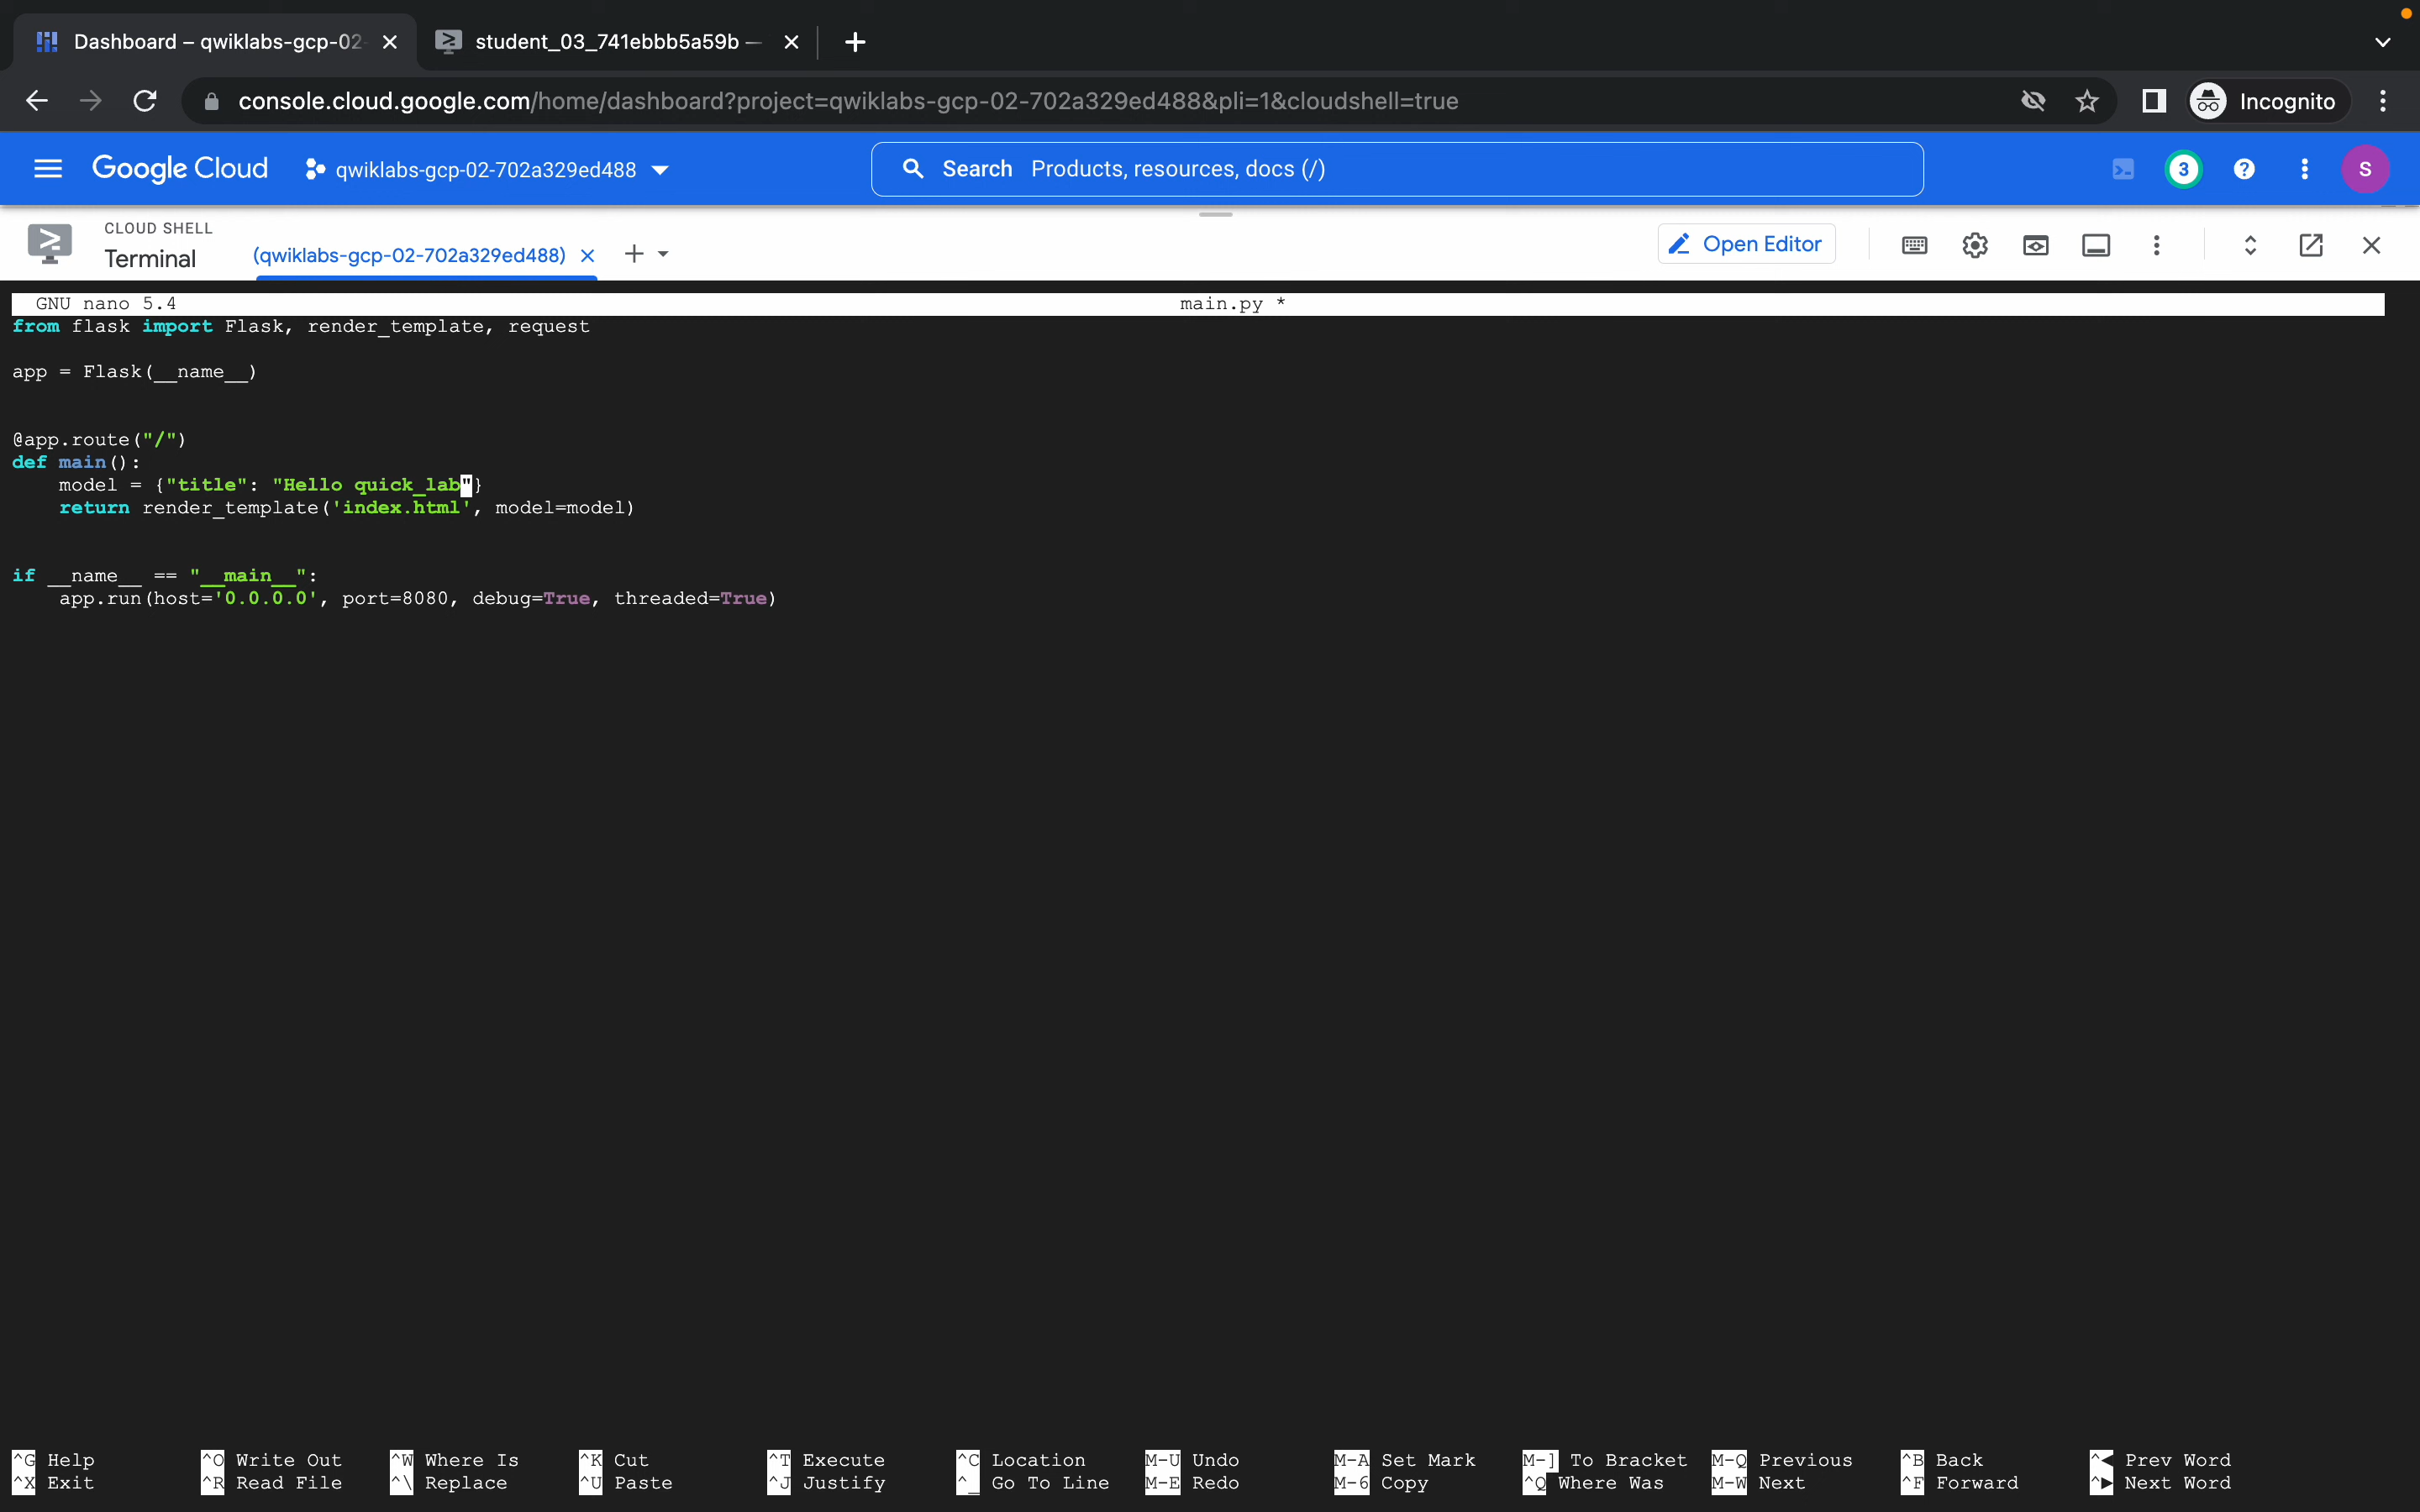 Dashboard – qwiklabs-gcp-02-
student_03_741ebbb5a59b –
console.cloud.google.com/home/dashboard?project=qwiklabs-gcp-02-702a329ed488&pli=1&cloudshell=true
Incognito
Google Cloud
qwiklabs-gcp-02-702a329ed488
Search Products, resources, docs (/)
3
S
CLOUD SHELL
Terminal
(qwiklabs-gcp-02-702a329ed488)
Open Editor
GNU nano 5.4 main.py *
from flask import Flask, render_template, request
app = Flask(__name__)
@app.route("/")
def main():
    model = {"title": "Hello quick_lab"}
    return render_template('index.html', model=model)
if __name__ == "__main__":
    app.run(host='0.0.0.0', port=8080, debug=True, threaded=True)
^G Help ^O Write Out ^W Where Is ^K Cut ^T Execute ^C Location M-U Undo M-A Set Mark M-] To Bracket M-Q Previous ^B Back ^◀ Prev Word
^X Exit ^R Read File ^\ Replace ^U Paste ^J Justify ^_ Go To Line M-E Redo M-6 Copy ^Q Where Was M-W Next ^F Forward ^▶ Next Word